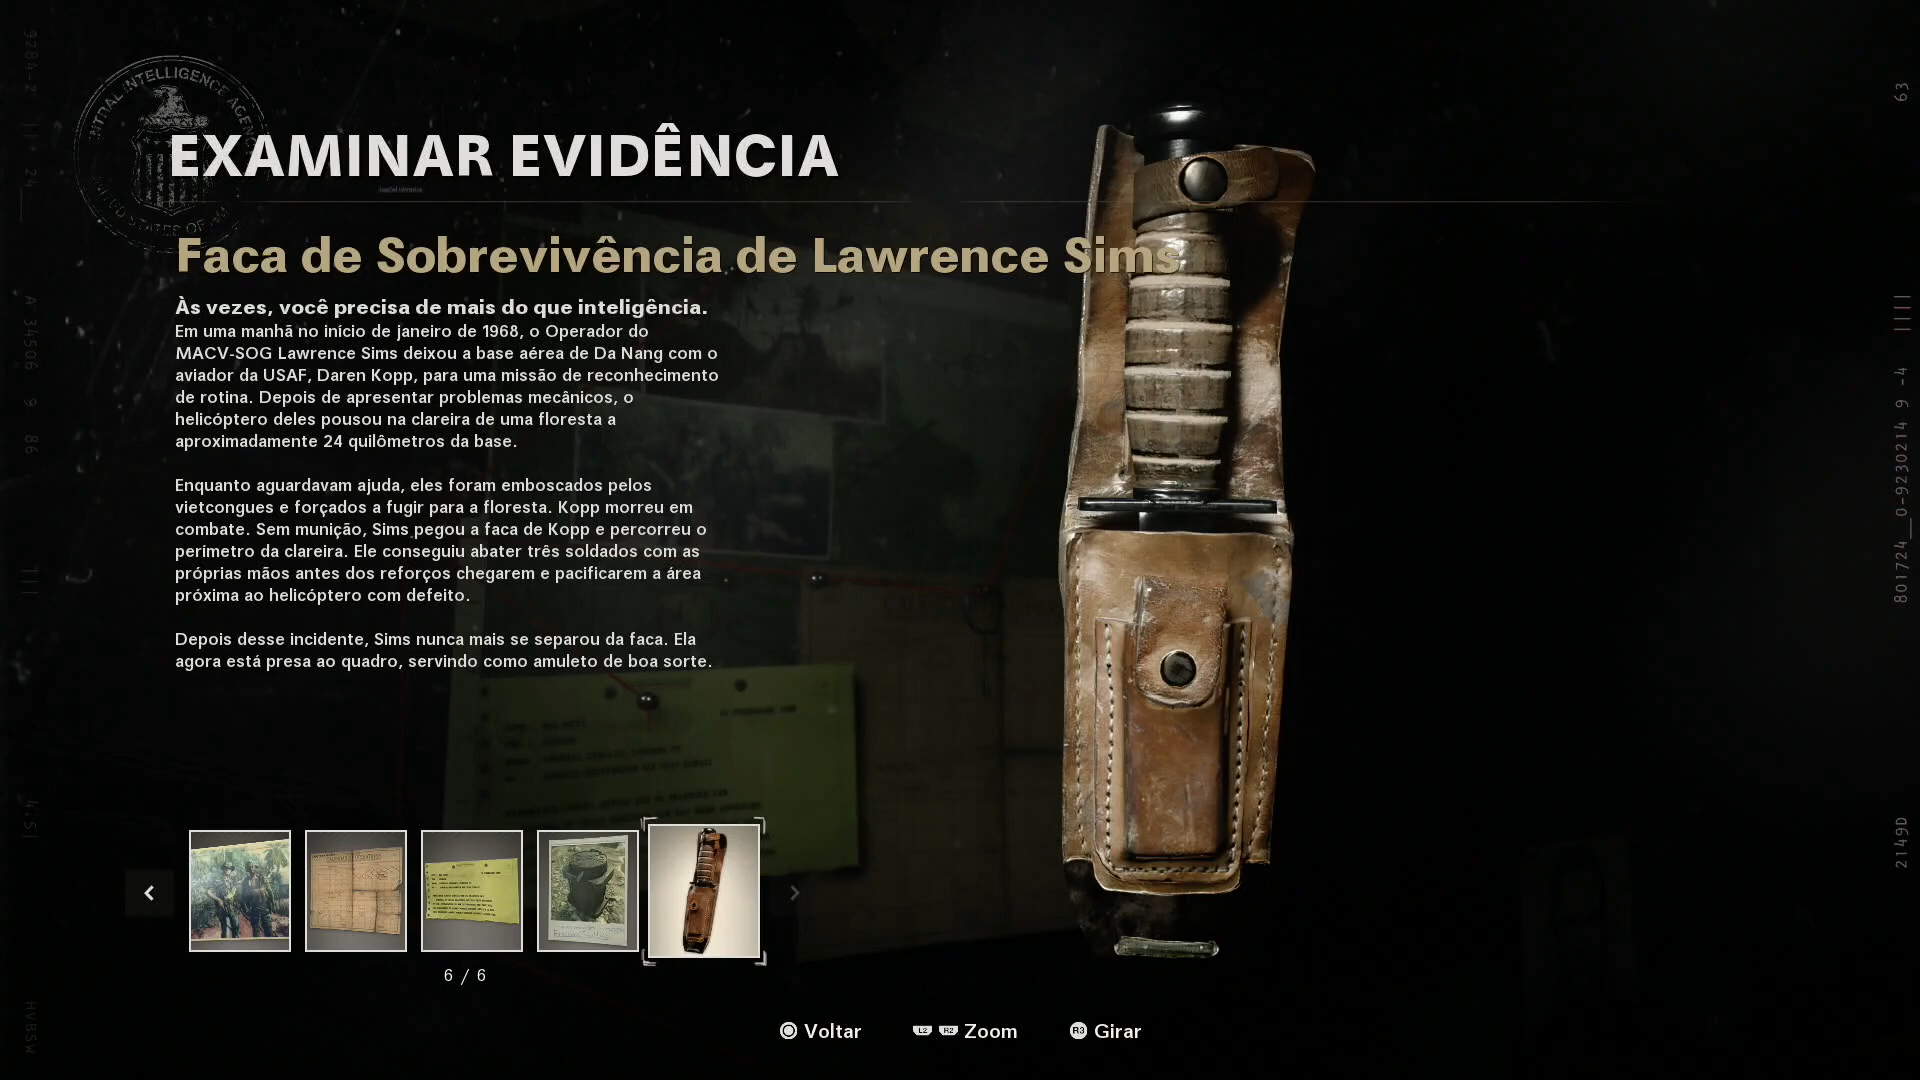 EXAMINAR EVIDÊNCIA
Faca de Sobrevivência de Lawrence Sims
Às vezes, você precisa de mais do que inteligência.
Em uma manhã no início de janeiro de 1968, o Operador do
MACV-SOG Lawrence Sims deixou a base aérea de Da Nang com o
aviador da USAF, Daren Kopp, para uma missão de reconhecimento
de rotina. Depois de apresentar problemas mecânicos, o
helicóptero deles pousou na clareira de uma floresta a
aproximadamente 24 quilômetros da base.
Enquanto aguardavam ajuda, eles foram emboscados pelos
vietcongues e forçados a fugir para a floresta. Kopp morreu em
combate. Sem munição, Sims pegou a faca de Kopp e percorreu o
perímetro da clareira. Ele conseguiu abater três soldados com as
próprias mãos antes dos reforços chegarem e pacificarem a área
próxima ao helicóptero com defeito.
Depois desse incidente, Sims nunca mais se separou da faca. Ela
agora está presa ao quadro, servindo como amuleto de boa sorte.
6 / 6
Voltar
L2 R2 Zoom
R3 Girar
63
801724__0-9230214 9 -4
2149D